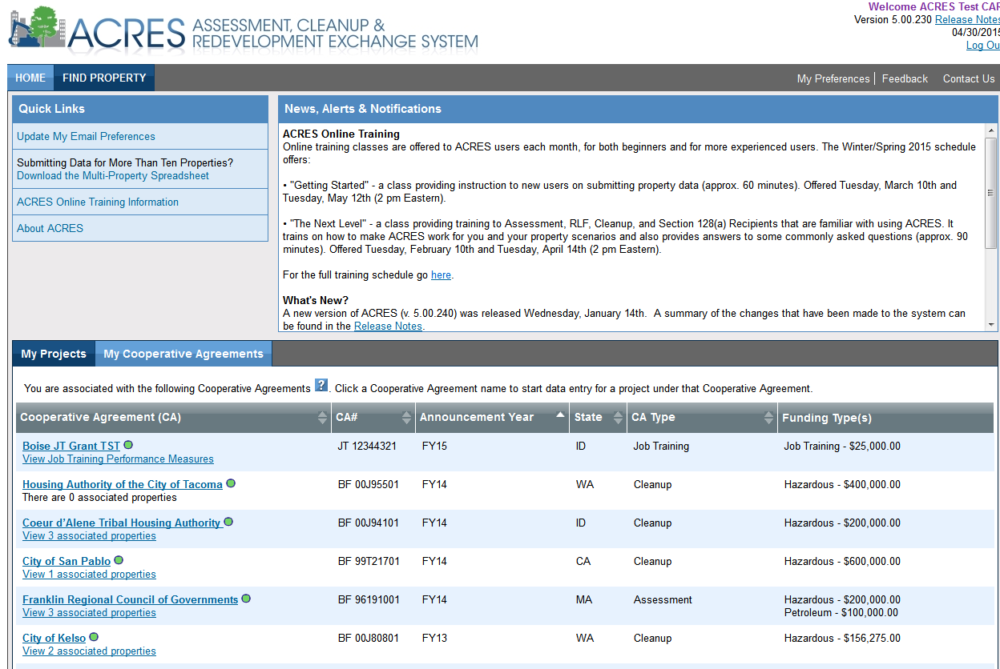 ACRES ASSESSMENT, CLEANUP &
REDEVELOPMENT EXCHANGE SYSTEM
Welcome ACRES Test CAR
Version 5.00.230 Release Notes
04/30/2015
Log Ou
HOME FIND PROPERTY My Preferences Feedback Contact Us
Quick Links
Update My Email Preferences
Submitting Data for More Than Ten Properties?
Download the Multi-Property Spreadsheet
ACRES Online Training Information
About ACRES
News, Alerts & Notifications
ACRES Online Training
Online training classes are offered to ACRES users each month, for both beginners and for more experienced users. The Winter/Spring 2015 schedule
offers:
• "Getting Started" - a class providing instruction to new users on submitting property data (approx. 60 minutes). Offered Tuesday, March 10th and
Tuesday, May 12th (2 pm Eastern).
• "The Next Level" - a class providing training to Assessment, RLF, Cleanup, and Section 128(a) Recipients that are familiar with using ACRES. It
trains on how to make ACRES work for you and your property scenarios and also provides answers to some commonly asked questions (approx. 90
minutes). Offered Tuesday, February 10th and Tuesday, April 14th (2 pm Eastern).
For the full training schedule go here.
What's New?
A new version of ACRES (v. 5.00.240) was released Wednesday, January 14th. A summary of the changes that have been made to the system can
be found in the Release Notes.
My Projects My Cooperative Agreements
You are associated with the following Cooperative Agreements ? . Click a Cooperative Agreement name to start data entry for a project under that Cooperative Agreement.
Cooperative Agreement (CA) CA# Announcement Year State CA Type Funding Type(s)
Boise JT Grant TST JT 12344321 FY15 ID Job Training Job Training - $25,000.00
View Job Training Performance Measures
Housing Authority of the City of Tacoma BF 00J95501 FY14 WA Cleanup Hazardous - $400,000.00
There are 0 associated properties
Coeur d’Alene Tribal Housing Authority BF 00J94101 FY14 ID Cleanup Hazardous - $200,000.00
View 3 associated properties
City of San Pablo BF 99T21701 FY14 CA Cleanup Hazardous - $600,000.00
View 1 associated properties
Franklin Regional Council of Governments BF 96191001 FY14 MA Assessment Hazardous - $200,000.00
View 3 associated properties Petroleum - $100,000.00
City of Kelso BF 00J80801 FY13 WA Cleanup Hazardous - $156,275.00
View 2 associated properties